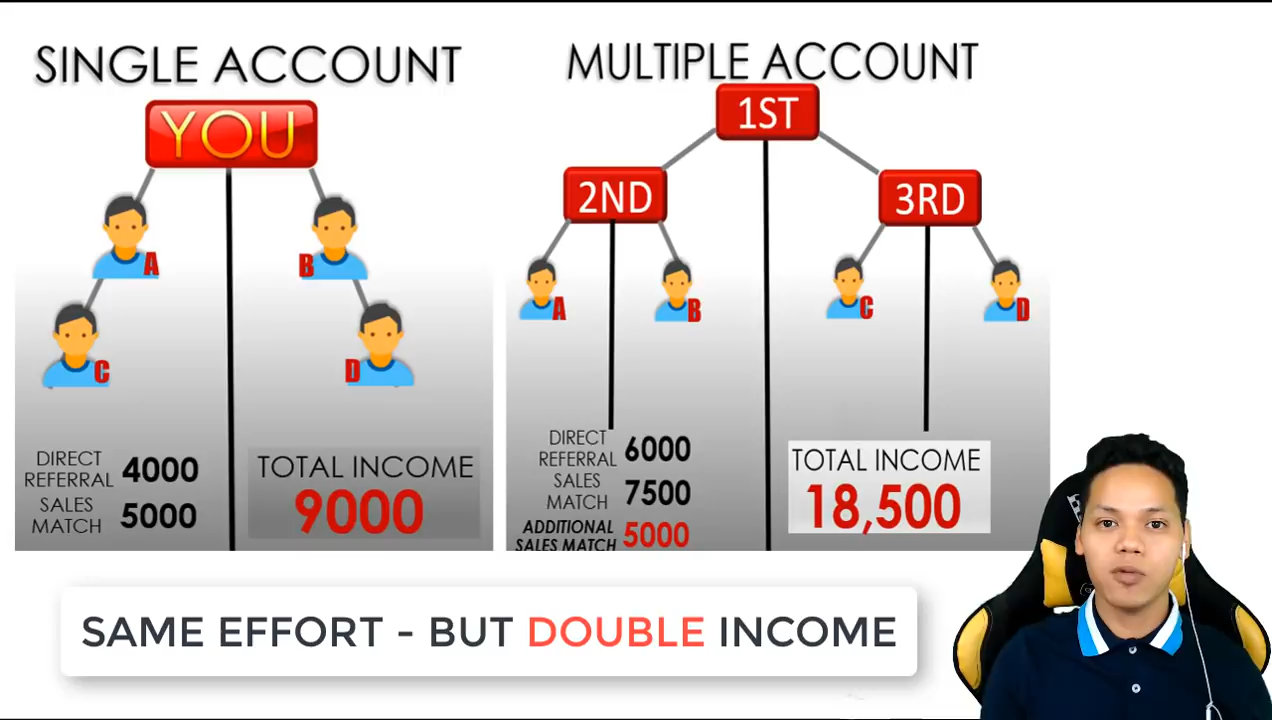 SINGLE ACCOUNT
YOU
A
B
C
D
DIRECT
REFERRAL 4000
SALES
MATCH 5000
TOTAL INCOME
9000
MULTIPLE ACCOUNT
1ST
2ND
3RD
A
B
C
D
DIRECT
REFERRAL 6000
SALES
MATCH 7500
ADDITIONAL
SALES MATCH 5000
TOTAL INCOME
18,500
SAME EFFORT - BUT DOUBLE INCOME